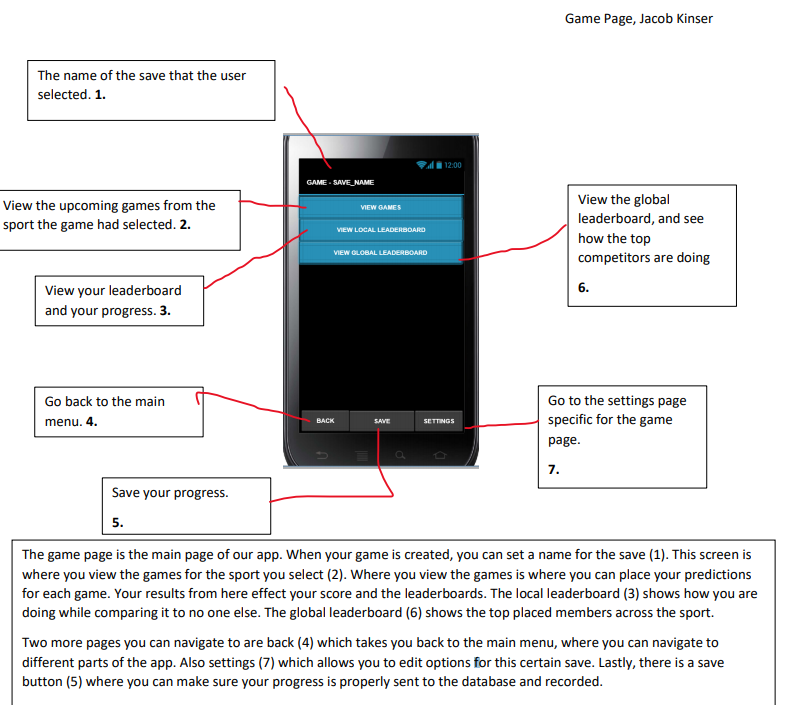 Game Page, Jacob Kinser
The name of the save that the user
selected. 1.
12:00
GAME - SAVE_NAME
View the upcoming games from the
sport the game had selected. 2.
VIEW GAMES
VIEW LOCAL LEADERBOARD
VIEW GLOBAL LEADERBOARD
View the global
leaderboard, and see
how the top
competitors are doing
6.
View your leaderboard
and your progress. 3.
Go back to the main
menu. 4.
BACK
SAVE
SETTINGS
Go to the settings page
specific for the game
page.
7.
Save your progress.
5.
The game page is the main page of our app. When your game is created, you can set a name for the save (1). This screen is
where you view the games for the sport you select (2). Where you view the games is where you can place your predictions
for each game. Your results from here effect your score and the leaderboards. The local leaderboard (3) shows how you are
doing while comparing it to no one else. The global leaderboard (6) shows the top placed members across the sport.
Two more pages you can navigate to are back (4) which takes you back to the main menu, where you can navigate to
different parts of the app. Also settings (7) which allows you to edit options for this certain save. Lastly, there is a save
button (5) where you can make sure your progress is properly sent to the database and recorded.